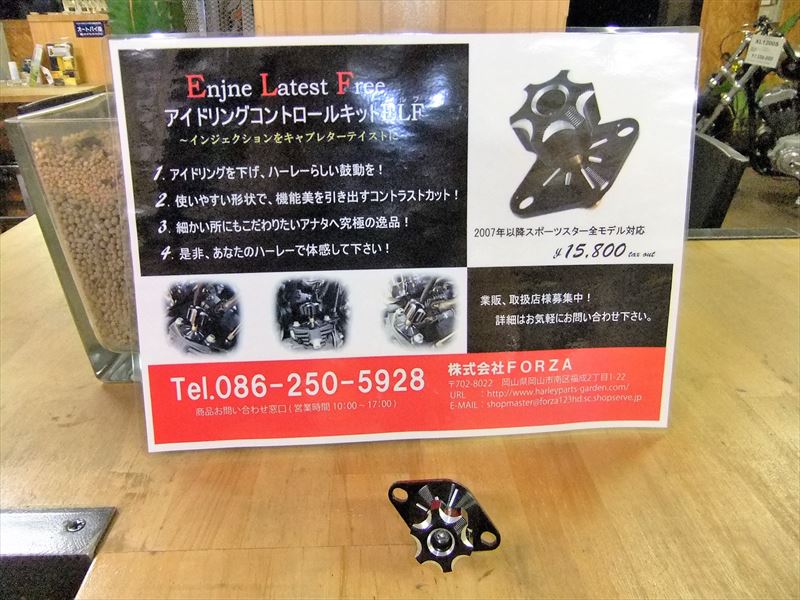 オートバイ館
XL1200S
Enjne Latest Free
アイドリングコントロールキットELF
エルフ
～インジェクションをキャブレターテイストに～
1. アイドリングを下げ、ハーレーらしい鼓動を！
2. 使いやすい形状で、機能美を引き出すコントラストカット！
3. 細かい所にもこだわりたいアナタへ究極の逸品！
4. 是非、あなたのハーレーで体感して下さい！
2007年以降スポーツスター全モデル対応
¥15,800 tax out
業販、取扱店様募集中！
詳細はお気軽にお問い合わせ下さい。
Tel.086-250-5928
商品お問い合わせ窓口(営業時間10:00～17:00)
株式会社FORZA
〒702-8022 岡山県岡山市南区福成2丁目1-22
URL :http://www.harleyparts-garden.com/
E-MAIL:shopmaster@forza123hd.sc.shopserve.jp